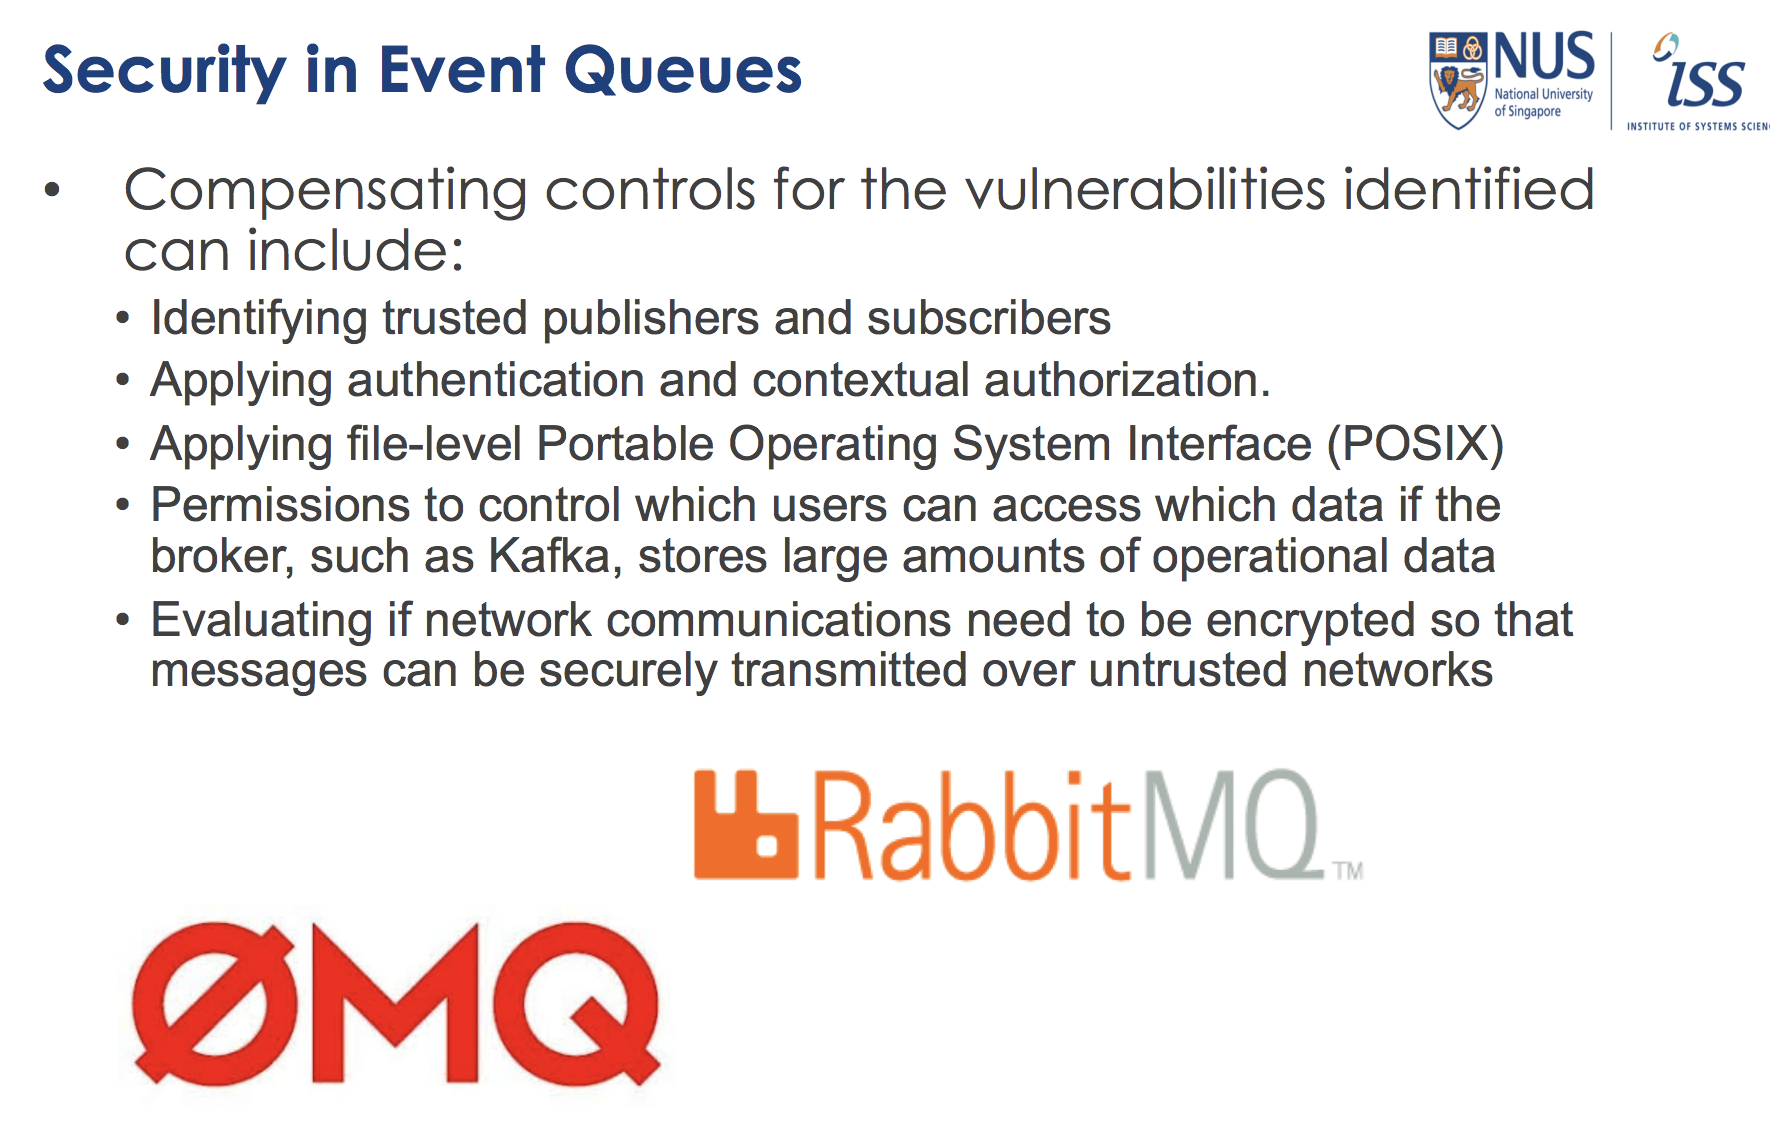 Security in Event Queues
NUS
National University
of Singapore
ISS
INSTITUTE OF SYSTEMS SCIEN
• Compensating controls for the vulnerabilities identified
can include:
• Identifying trusted publishers and subscribers
• Applying authentication and contextual authorization.
• Applying file-level Portable Operating System Interface (POSIX)
• Permissions to control which users can access which data if the
broker, such as Kafka, stores large amounts of operational data
• Evaluating if network communications need to be encrypted so that
messages can be securely transmitted over untrusted networks
RabbitMQ TM
ØMQ